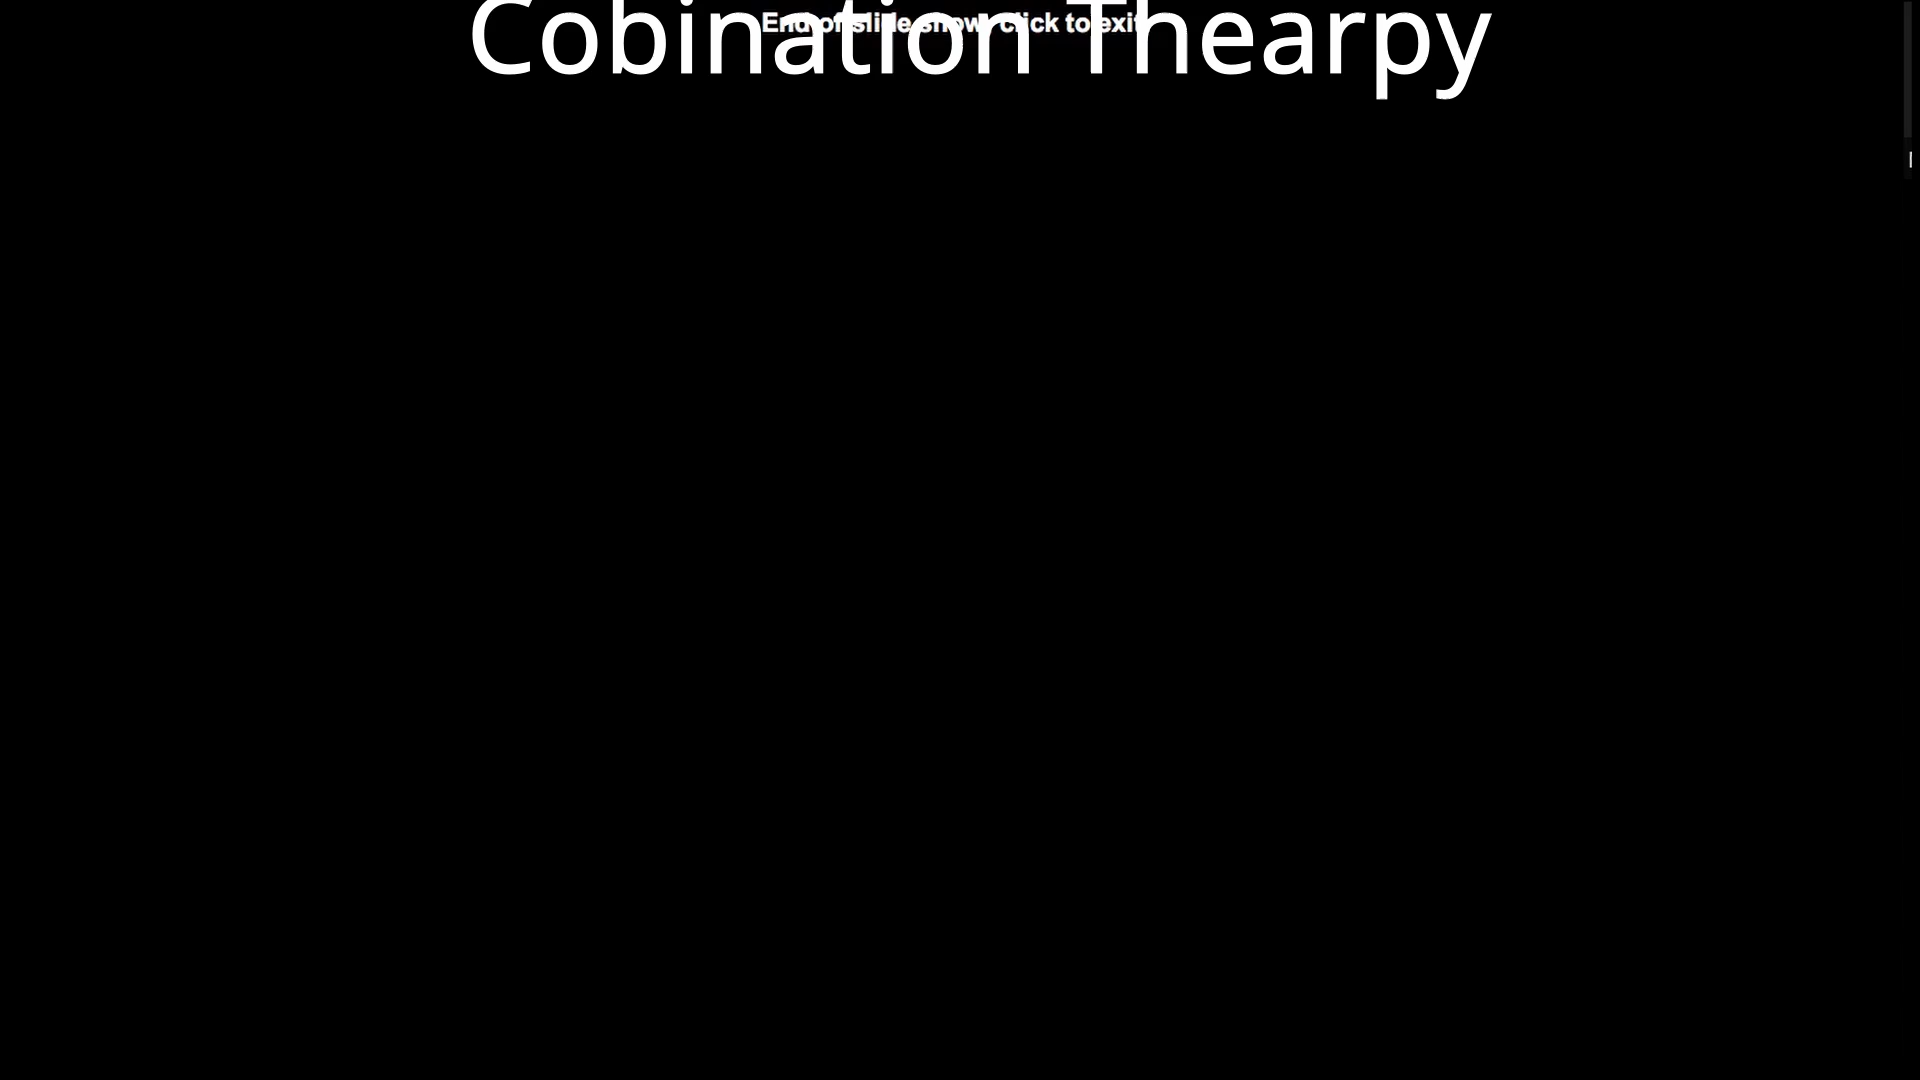 Cobination Thearpy
End of slide show, click to exit.